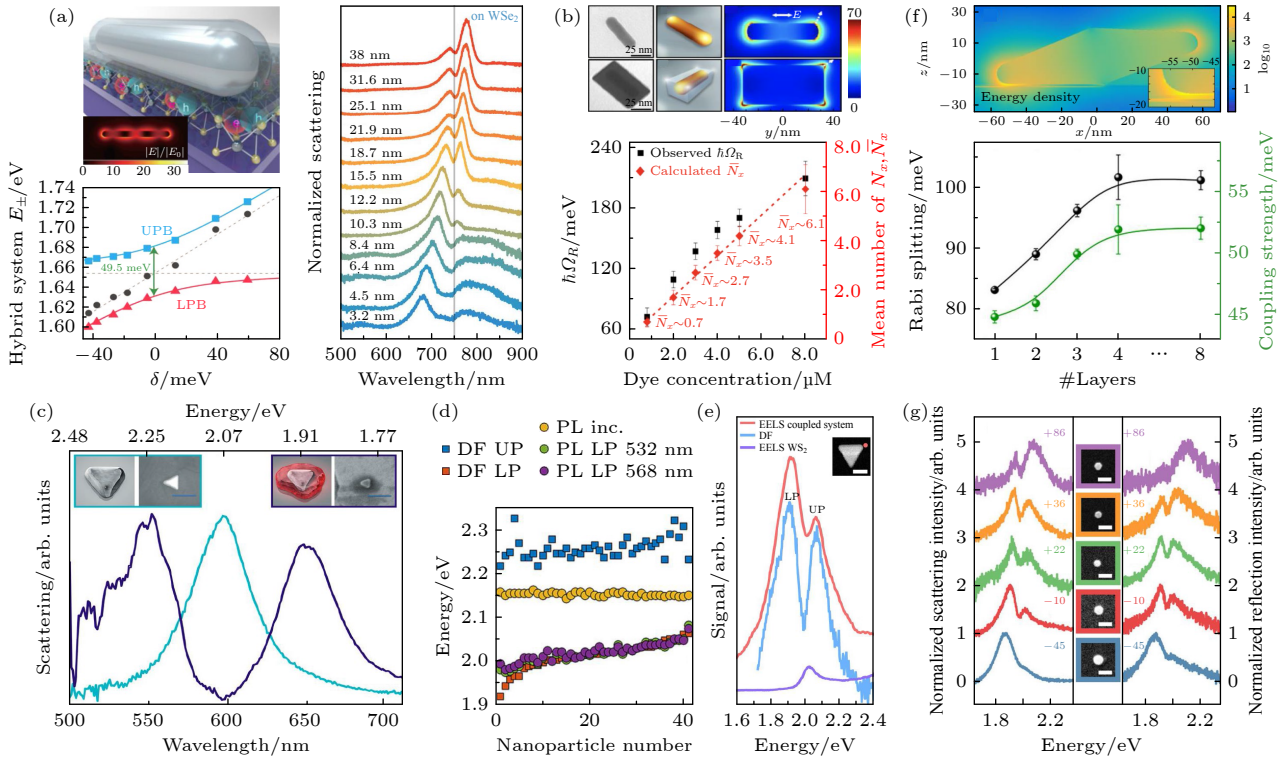 (a)
h
h
|E|/|E₀|
0 10 20 30
1.74
1.72
1.70
1.68
1.66
1.64
1.62
1.60
Hybrid system E±/eV
UPB
49.5 meV
LPB
−40 0 40 80
δ/meV
on WSe₂
Normalized scattering
38 nm
31.6 nm
25.1 nm
21.9 nm
18.7 nm
15.5 nm
12.2 nm
10.3 nm
8.4 nm
6.4 nm
4.5 nm
3.2 nm
500 600 700 800 900
Wavelength/nm
(b)
25 nm
25 nm
E
70
0
−40 0 40
y/nm
240
210
150
90
60
ħΩ_R/meV
Observed ħΩ_R
Calculated N̄ₓ
N̄ₓ~0.7
N̄ₓ~1.7
N̄ₓ~2.7
N̄ₓ~3.5
N̄ₓ~4.1
N̄ₓ~6.1
8.0
6.0
4.0
2.0
0
Mean number of Nₓ, N̄ₓ
2.0 4.0 6.0 8.0
Dye concentration/µM
(f)
z/nm
30
10
−10
−30
Energy density
−55 −50 −45
−10
−20
4
3
2
1
0
log₁₀
−60 −40 −20 0 20 40 60
x/nm
Rabi splitting/meV
100
90
80
55
50
45
Coupling strength/meV
1 2 3 4 ··· 8
#Layers
(c)
Energy/eV
2.48 2.25 2.07 1.91 1.77
Scattering/arb. units
500 550 600 650 700
Wavelength/nm
(d)
PL inc.
DF UP
PL LP 532 nm
DF LP
PL LP 568 nm
2.3
2.2
2.1
2.0
1.9
Energy/eV
0 10 20 30 40
Nanoparticle number
(e)
EELS coupled system
DF
EELS WS₂
LP
UP
Signal/arb. units
1.6 1.8 2.0 2.2 2.4
Energy/eV
(g)
Normalized scattering intensity/arb. units
5
4
3
2
1
0
+86
+36
+22
−10
−45
+86
+36
+22
−10
−45
5
4
3
2
1
0
Normalized reflection intensity/arb. units
1.8 2.2
1.8 2.2
Energy/eV